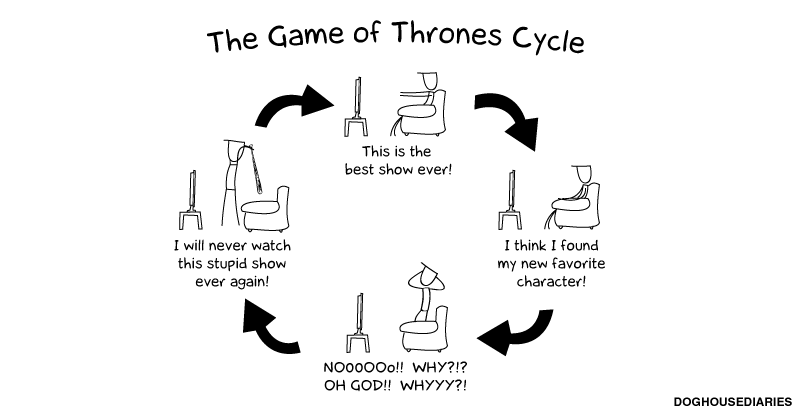 The Game of Thrones Cycle
This is the
best show ever!
I think I found
my new favorite
character!
NOOOOOo!! WHY?!?
OH GOD!! WHYYY?!
I will never watch
this stupid show
ever again!
DOGHOUSEDIARIES